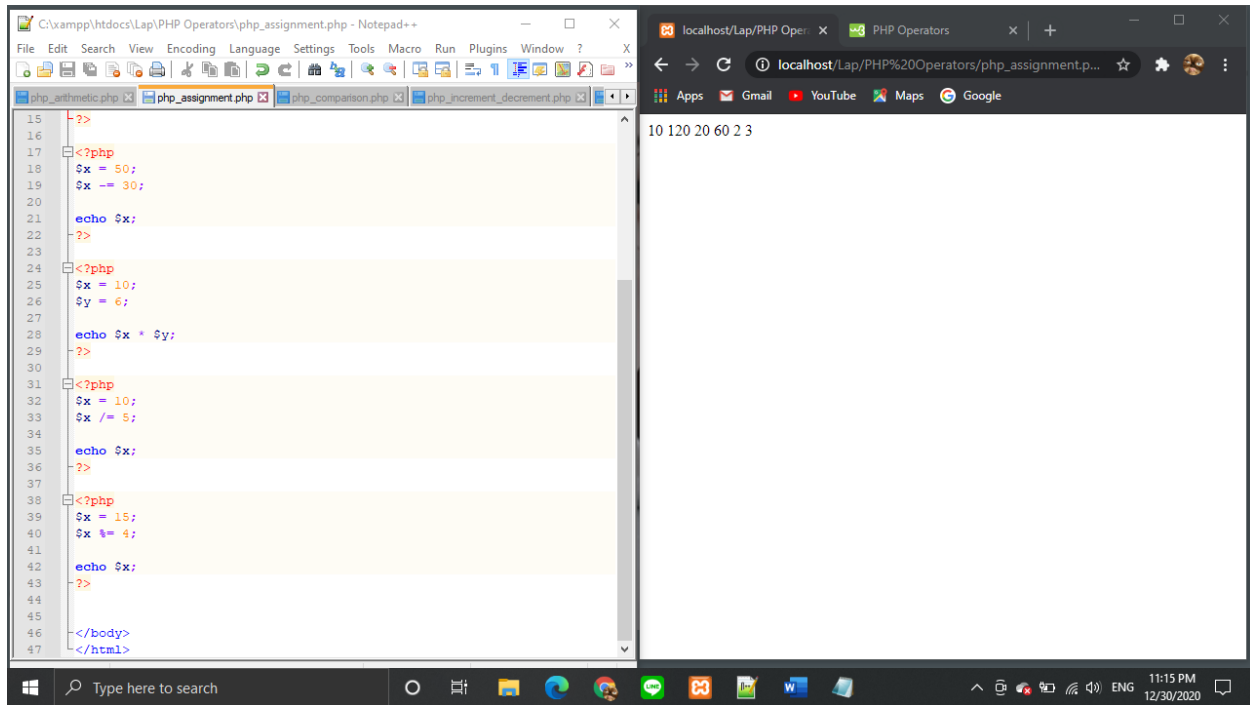 C:\xampp\htdocs\Lap\PHP Operators\php_assignment.php - Notepad++
File Edit Search View Encoding Language Settings Tools Macro Run Plugins Window ? X
php_arithmetic.php php_assignment.php php_comparison.php php_increment_decrement.php
15 ?>
16
17 <?php
18 $x = 50;
19 $x -= 30;
20
21 echo $x;
22 ?>
23
24 <?php
25 $x = 10;
26 $y = 6;
27
28 echo $x * $y;
29 ?>
30
31 <?php
32 $x = 10;
33 $x /= 5;
34
35 echo $x;
36 ?>
37
38 <?php
39 $x = 15;
40 $x %= 4;
41
42 echo $x;
43 ?>
44
45
46 </body>
47 </html>
localhost/Lap/PHP Oper PHP Operators
localhost/Lap/PHP%20Operators/php_assignment.p...
Apps Gmail YouTube Maps Google
10 120 20 60 2 3
Type here to search
LINE
ENG
11:15 PM
12/30/2020